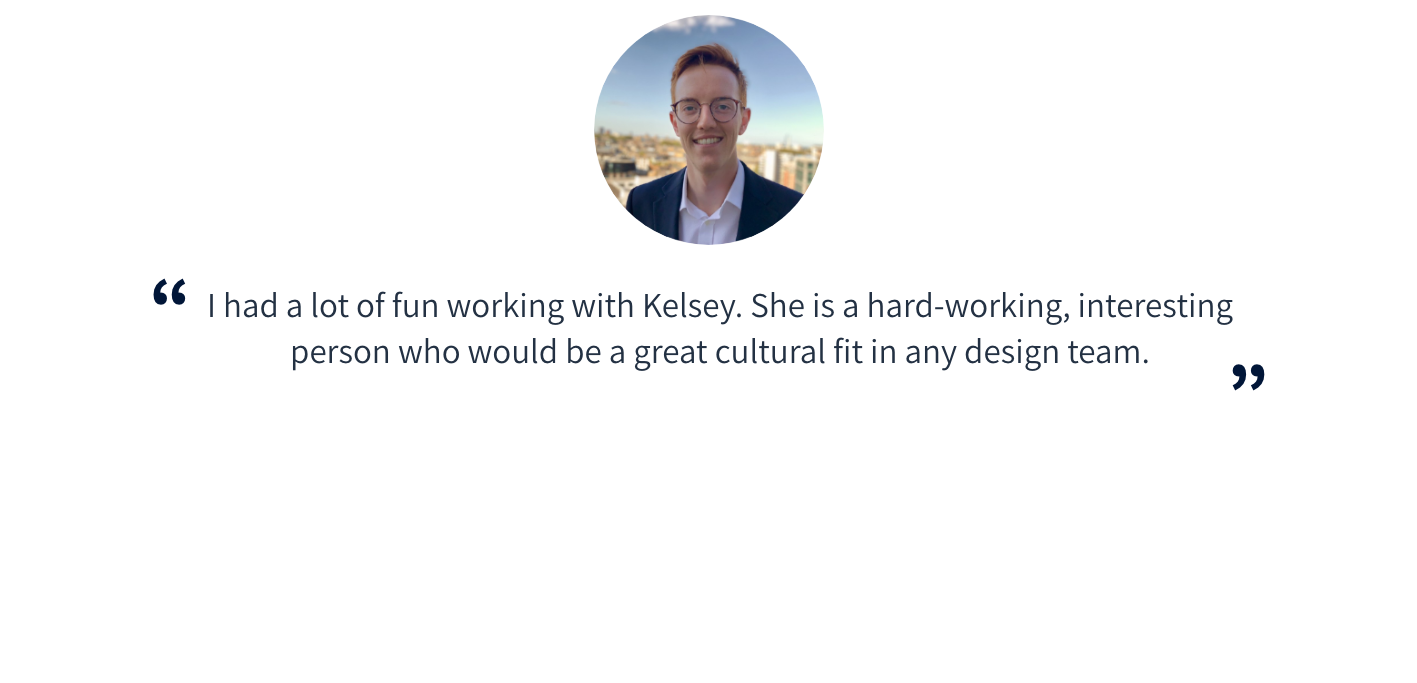 “ I had a lot of fun working with Kelsey. She is a hard-working, interesting
person who would be a great cultural fit in any design team. ”